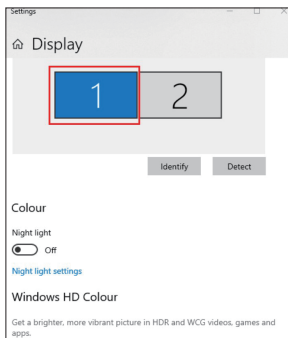 Settings
Display
1 2
Identify Detect
Colour
Night light
Off
Night light settings
Windows HD Colour
Get a brighter, more vibrant picture in HDR and WCG videos, games and
apps.